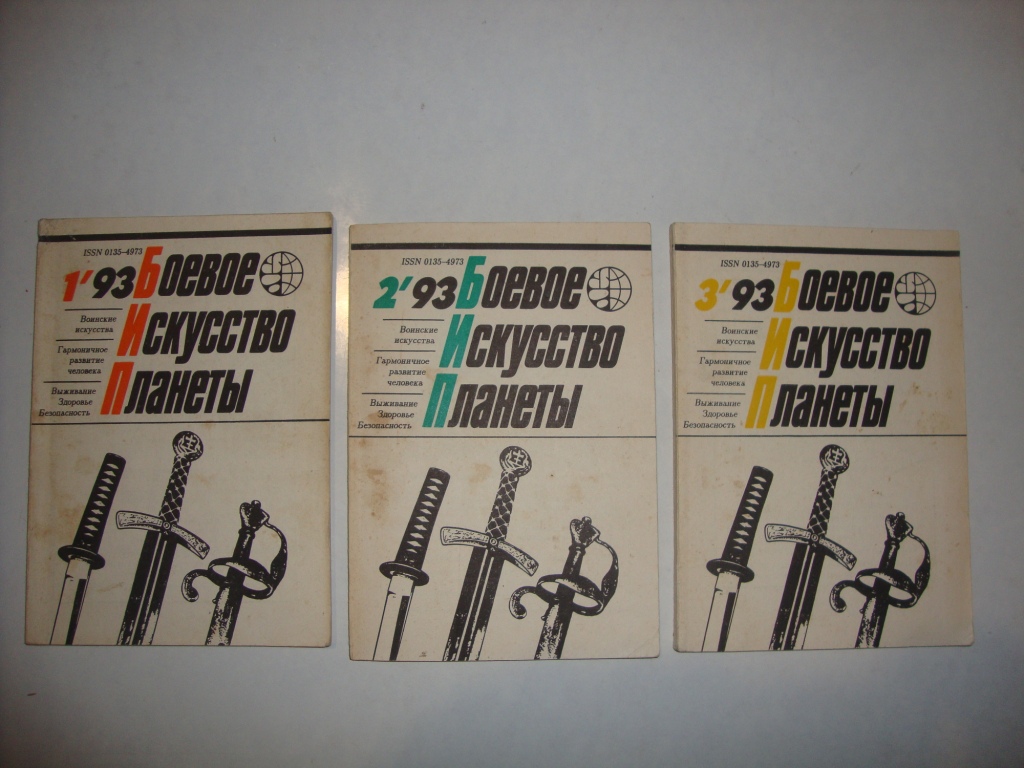 ISSN 0135-4973
1'93 Боевое
Искусство
Планеты
Воинские
искусства
Гармоничное
развитие
человека
Выживание
Здоровье
Безопасность
ISSN 0135-4973
2'93 Боевое
Искусство
Планеты
Воинские
искусства
Гармоничное
развитие
человека
Выживание
Здоровье
Безопасность
ISSN 0135-4973
3'93 Боевое
Искусство
Планеты
Воинские
искусства
Гармоничное
развитие
человека
Выживание
Здоровье
Безопасность